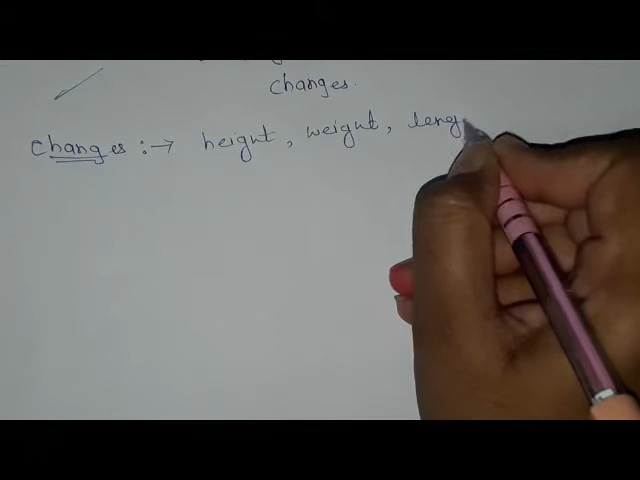 changes.
changes :→ height, weight, leng